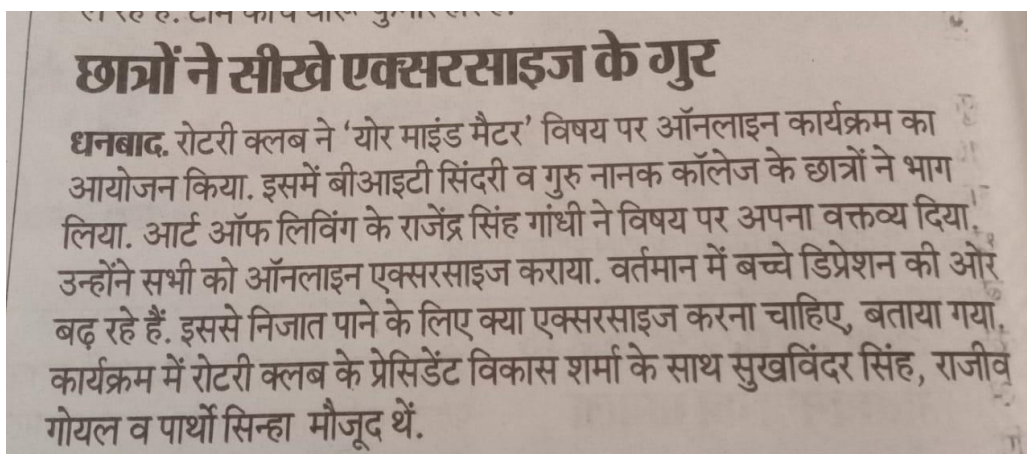 छात्रों ने सीखे एक्सरसाइज के गुर
धनबाद. रोटरी क्लब ने ‘योर माइंड मैटर’ विषय पर ऑनलाइन कार्यक्रम का
आयोजन किया. इसमें बीआइटी सिंदरी व गुरु नानक कॉलेज के छात्रों ने भाग
लिया. आर्ट ऑफ लिविंग के राजेंद्र सिंह गांधी ने विषय पर अपना वक्तव्य दिया.
उन्होंने सभी को ऑनलाइन एक्सरसाइज कराया. वर्तमान में बच्चे डिप्रेशन की ओर
बढ़ रहे हैं. इससे निजात पाने के लिए क्या एक्सरसाइज करना चाहिए, बताया गया.
कार्यक्रम में रोटरी क्लब के प्रेसिडेंट विकास शर्मा के साथ सुखविंदर सिंह, राजीव
गोयल व पार्थो सिन्हा मौजूद थें.